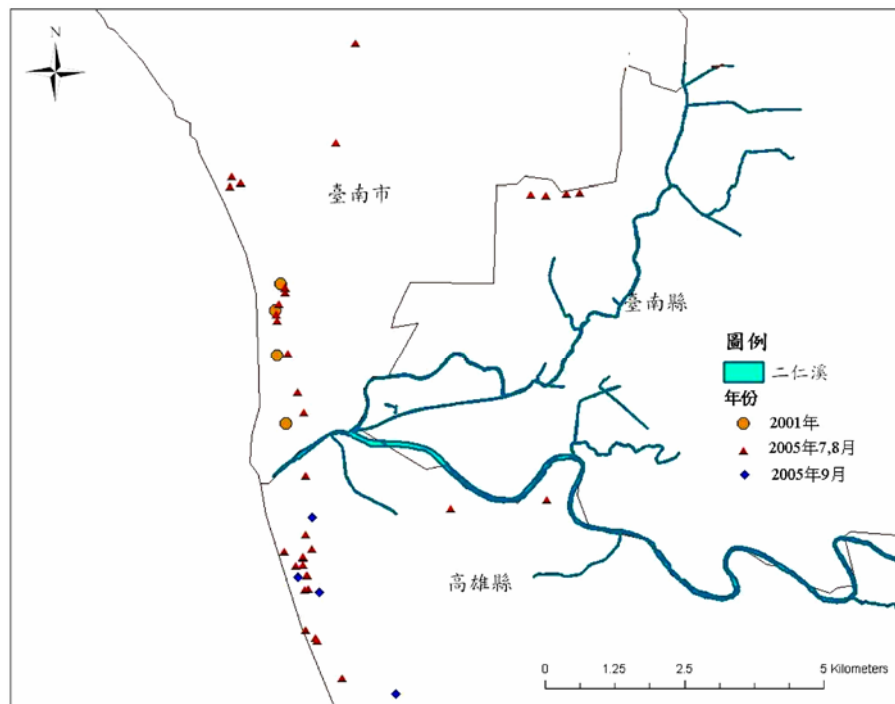 N
臺南市
臺南縣
圖例
二仁溪
年份
2001年
2005年7,8月
2005年9月
高雄縣
0 1.25 2.5 5 Kilometers